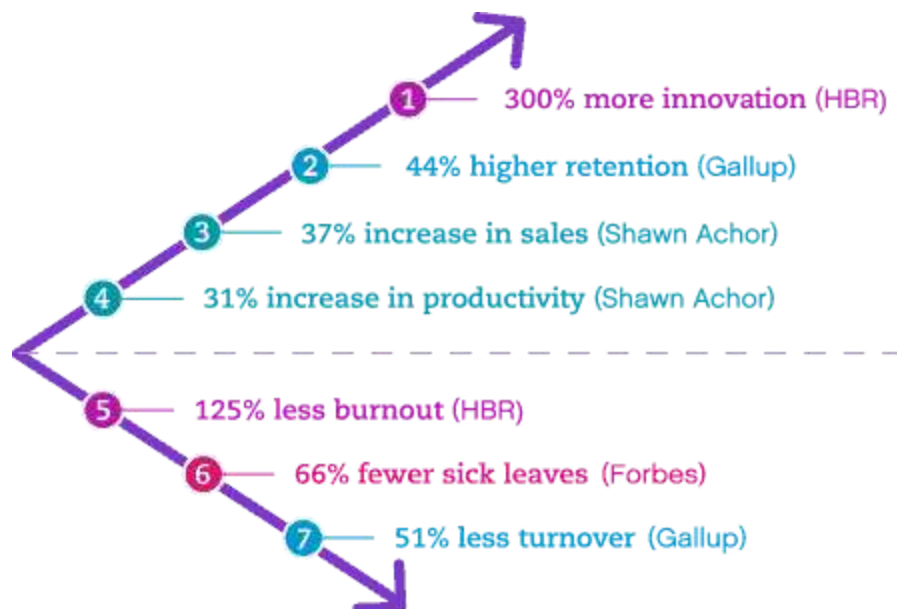 1 300% more innovation (HBR)
2 44% higher retention (Gallup)
3 37% increase in sales (Shawn Achor)
4 31% increase in productivity (Shawn Achor)
5 125% less burnout (HBR)
6 66% fewer sick leaves (Forbes)
7 51% less turnover (Gallup)